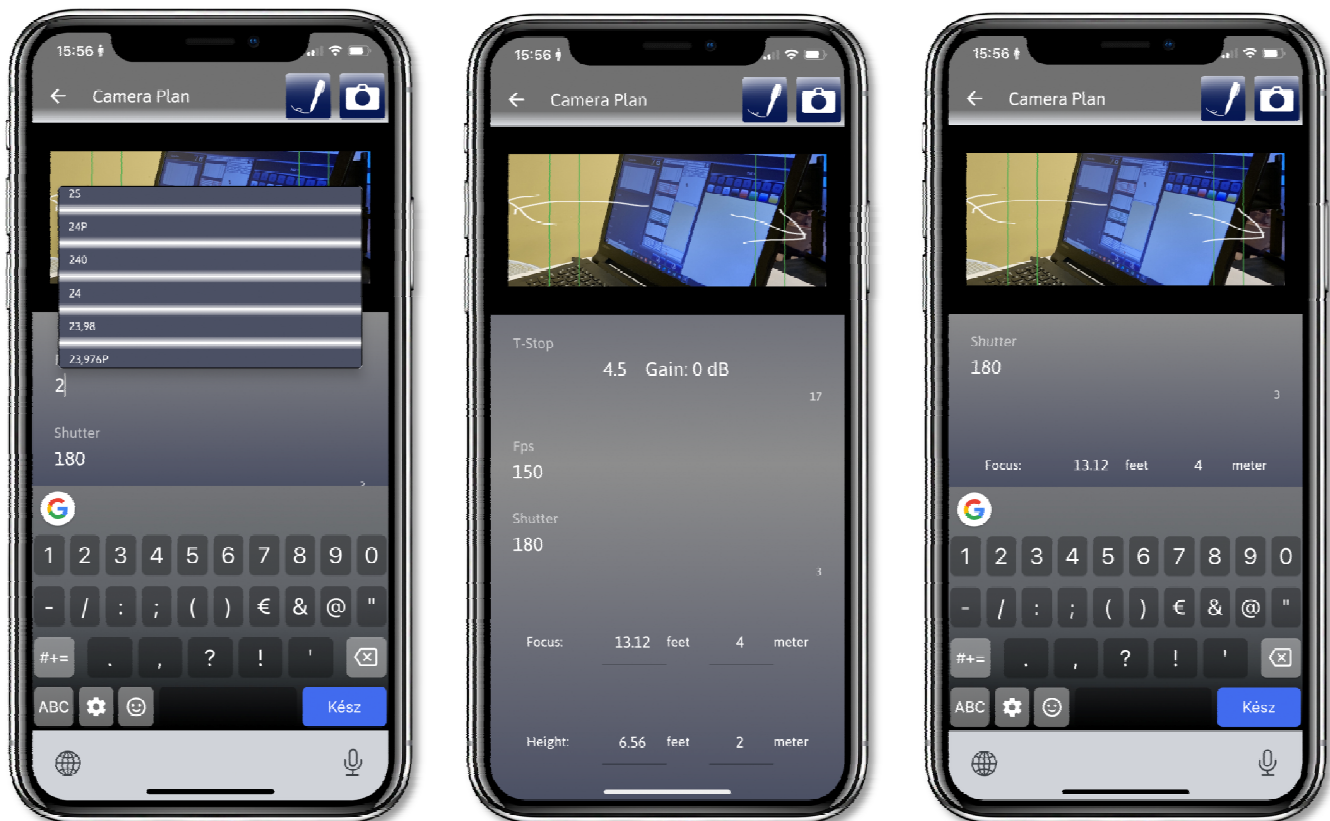 15:56
Camera Plan
25
24P
240
24
23,98
23,976P
2
Shutter
180
1 2 3 4 5 6 7 8 9 0
- / : ; ( ) € & @ "
#+= . , ? ! '
ABC Kész
15:56
Camera Plan
T-Stop
4.5 Gain: 0 dB
17
Fps
150
Shutter
180
3
Focus: 13.12 feet 4 meter
Height: 6.56 feet 2 meter
15:56
Camera Plan
Shutter
180
3
Focus: 13.12 feet 4 meter
1 2 3 4 5 6 7 8 9 0
- / : ; ( ) € & @ "
#+= . , ? ! '
ABC Kész